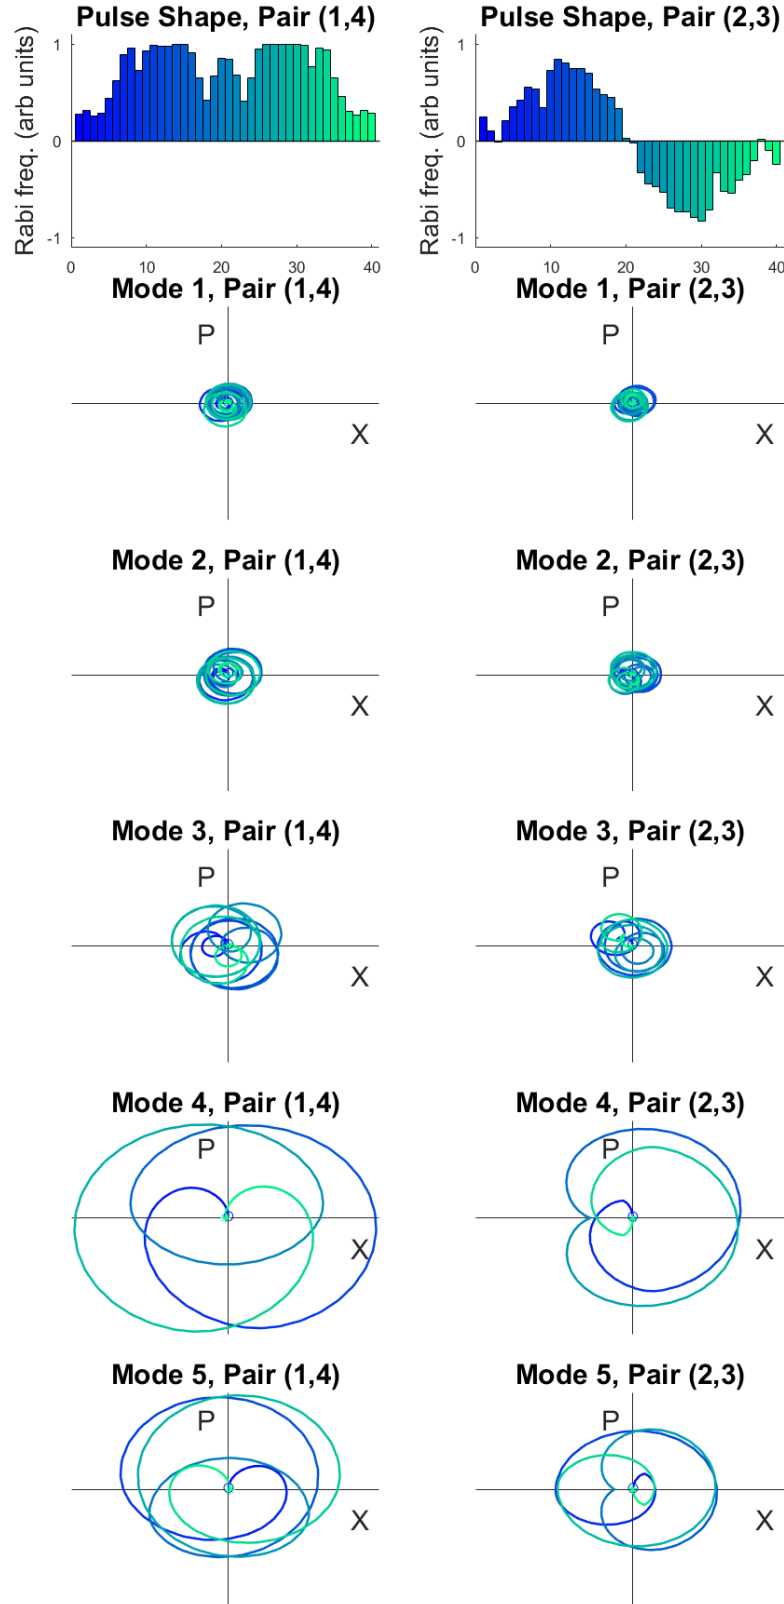 Pulse Shape, Pair (1,4) Pulse Shape, Pair (2,3)
Rabi freq. (arb units) Rabi freq. (arb units)
1 1
0 0
-1 -1
0 10 20 30 40 0 10 20 30 40
Mode 1, Pair (1,4) Mode 1, Pair (2,3)
P P
X X
Mode 2, Pair (1,4) Mode 2, Pair (2,3)
P P
X X
Mode 3, Pair (1,4) Mode 3, Pair (2,3)
P P
X X
Mode 4, Pair (1,4) Mode 4, Pair (2,3)
P P
X X
Mode 5, Pair (1,4) Mode 5, Pair (2,3)
P P
X X